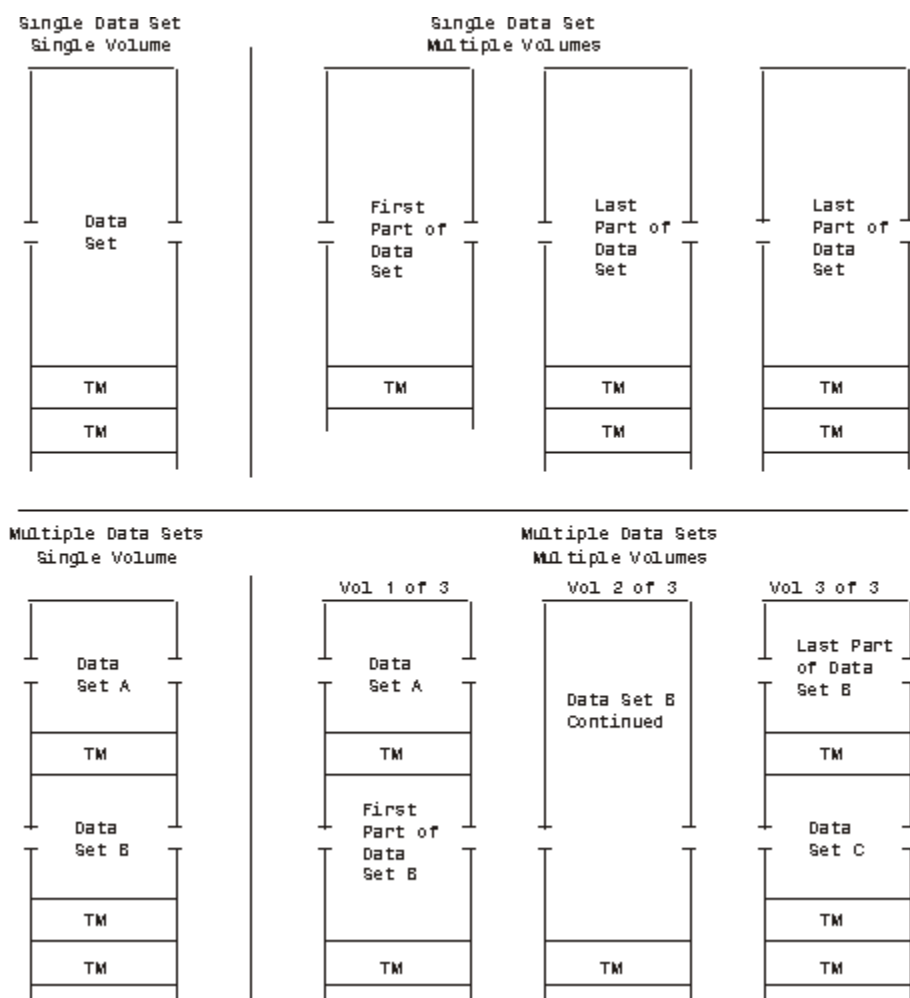 Single Data Set
Single Volume
Single Data Set
Multiple Volumes
Data
Set
TM
TM
First
Part of
Data
Set
TM
Last
Part of
Data
Set
TM
TM
Last
Part of
Data
Set
TM
TM
Multiple Data Sets
Single Volume
Multiple Data Sets
Multiple Volumes
Data
Set A
TM
Data
Set B
TM
TM
Vol 1 of 3
Data
Set A
TM
First
Part of
Data
Set B
TM
Vol 2 of 3
Data Set B
Continued
TM
Vol 3 of 3
Last Part
of Data
Set B
TM
Data
Set C
TM
TM